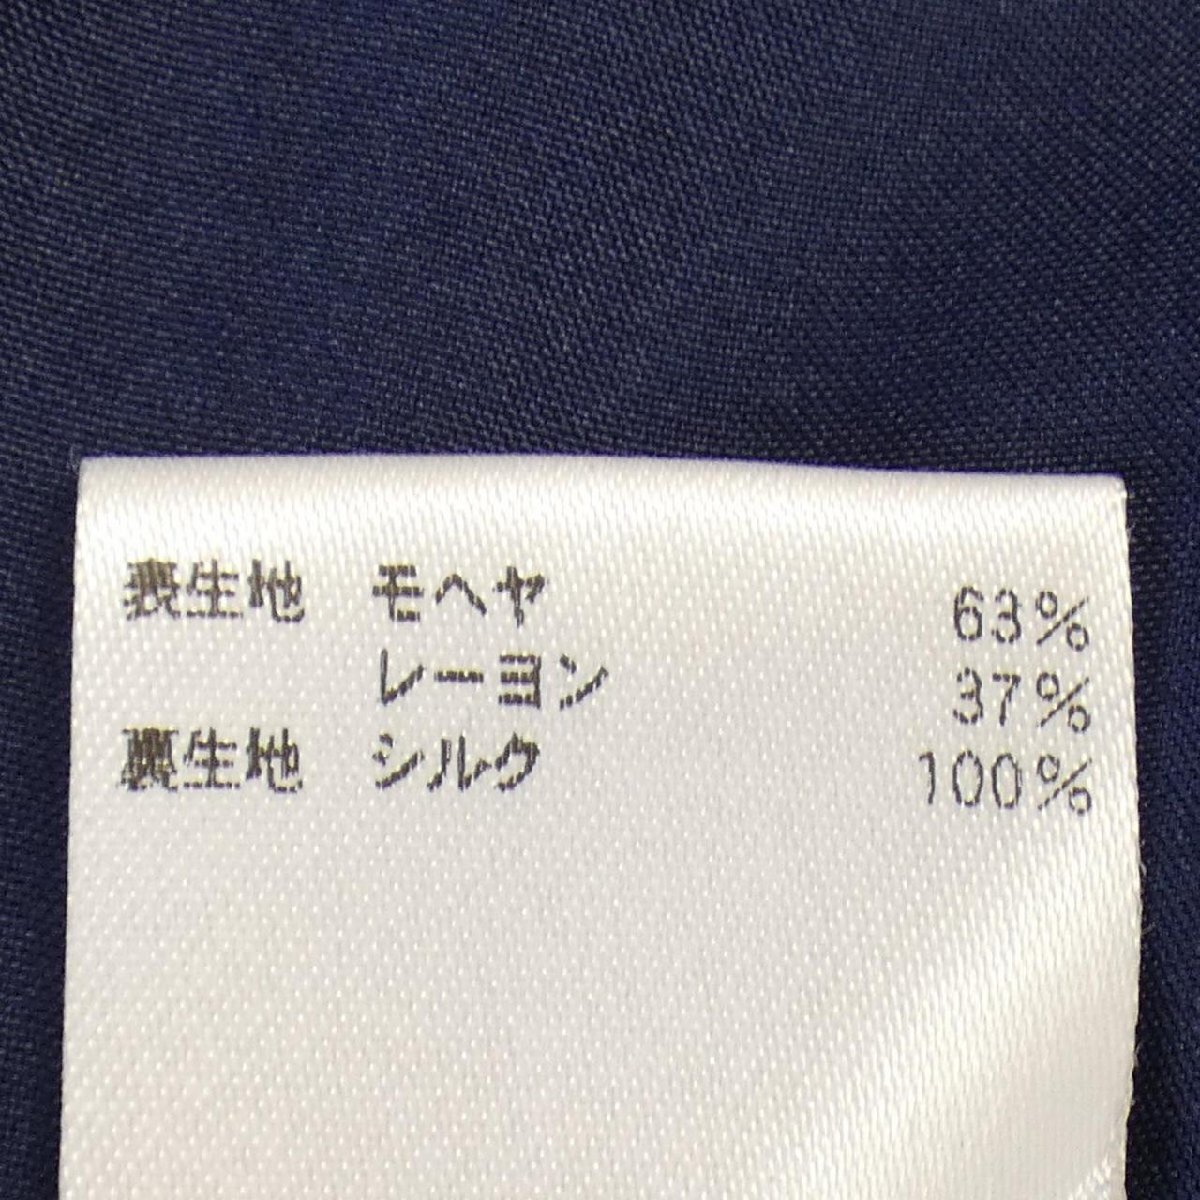 表生地 モヘヤ 63%
レーヨン 37%
裏生地 シルク 100%